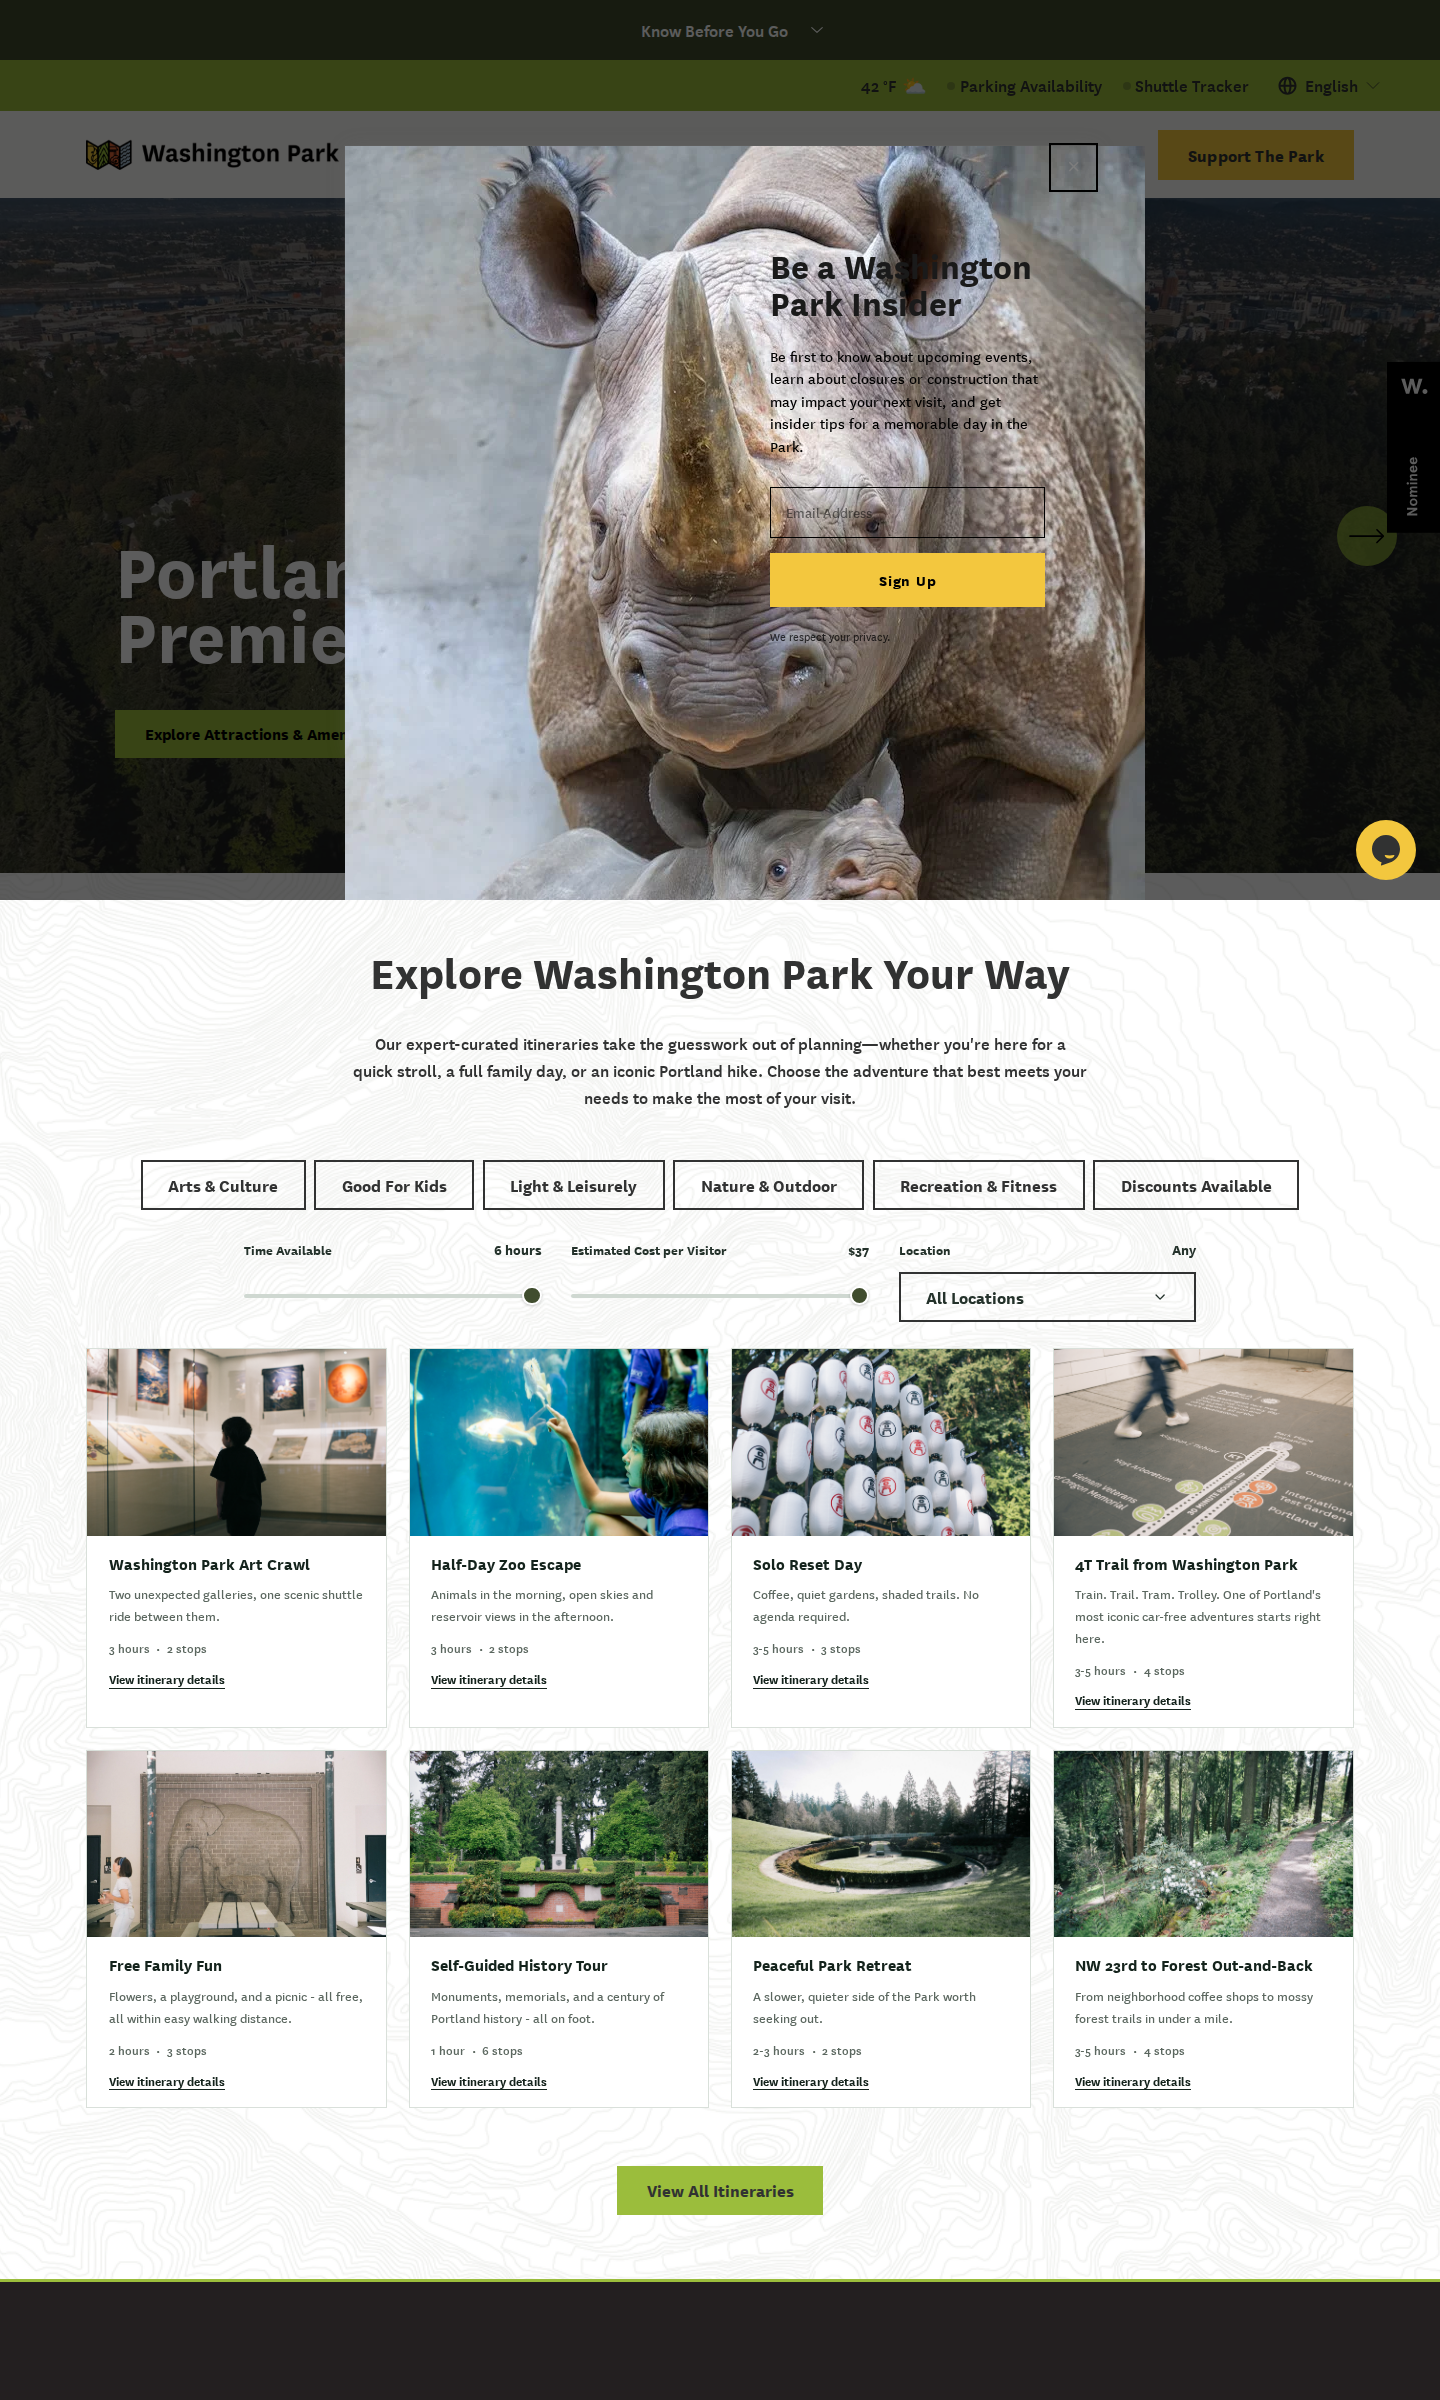 Know Before You Go
42 °F
Parking Availability
Shuttle Tracker
English
Washington Park
Support The Park
Be a Washington
Park Insider
Be first to know about upcoming events,
learn about closures or construction that
may impact your next visit, and get
insider tips for a memorable day in the
Park.
Email Address
Sign Up
We respect your privacy.
W.
Nominee
Explore Attractions &
Explore Washington Park Your Way
Our expert-curated itineraries take the guesswork out of planning—whether you're here for a
quick stroll, a full family day, or an iconic Portland hike. Choose the adventure that best meets your
needs to make the most of your visit.
Arts & Culture
Good For Kids
Light & Leisurely
Nature & Outdoor
Recreation & Fitness
Discounts Available
Time Available
6 hours
Estimated Cost per Visitor
$37
Location
Any
All Locations
Washington Park Art Crawl
Two unexpected galleries, one scenic shuttle
ride between them.
3 hours · 2 stops
View itinerary details
Half-Day Zoo Escape
Animals in the morning, open skies and
reservoir views in the afternoon.
3 hours · 2 stops
View itinerary details
Solo Reset Day
Coffee, quiet gardens, shaded trails. No
agenda required.
3-5 hours · 3 stops
View itinerary details
Vietnam Veterans
of Oregon Memorial
Hoyt Arboretum
International
Test Garden
4T Trail from Washington Park
Train. Trail. Tram. Trolley. One of Portland's
most iconic car-free adventures starts right
here.
3-5 hours · 4 stops
View itinerary details
Free Family Fun
Flowers, a playground, and a picnic - all free,
all within easy walking distance.
2 hours · 3 stops
View itinerary details
Self-Guided History Tour
Monuments, memorials, and a century of
Portland history - all on foot.
1 hour · 6 stops
View itinerary details
Peaceful Park Retreat
A slower, quieter side of the Park worth
seeking out.
2-3 hours · 2 stops
View itinerary details
NW 23rd to Forest Out-and-Back
From neighborhood coffee shops to mossy
forest trails in under a mile.
3-5 hours · 4 stops
View itinerary details
View All Itineraries